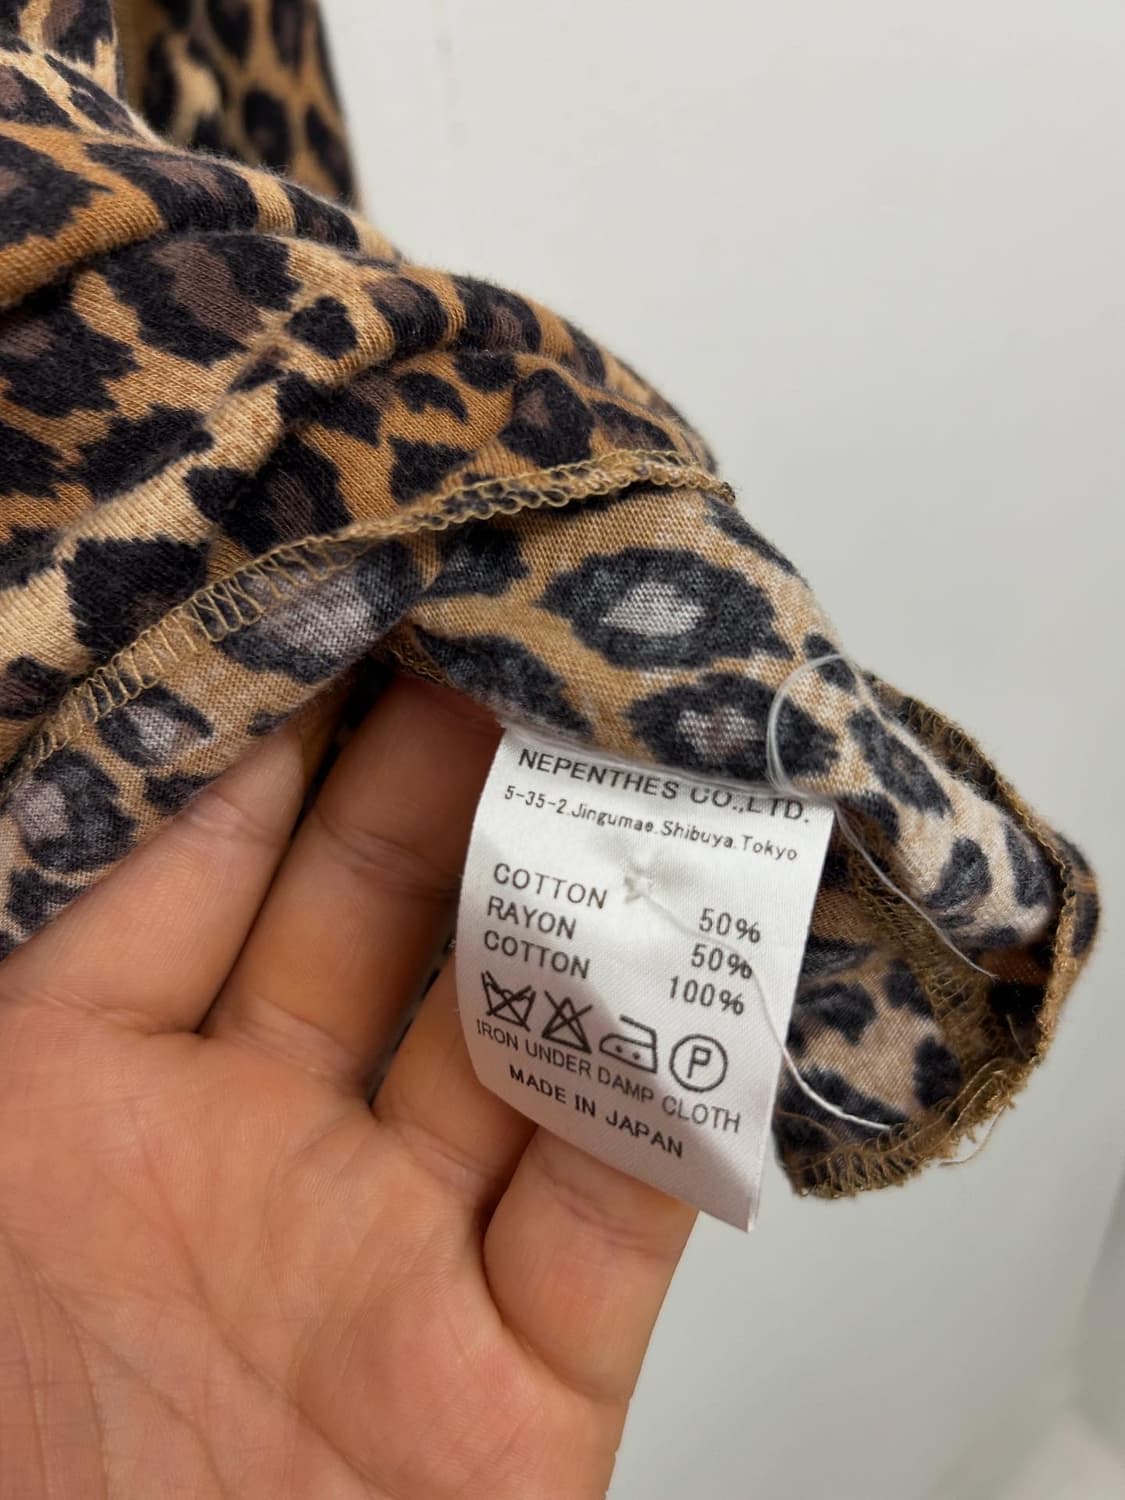 NEPENTHES CO.,LTD.
5-35-2.Jingumae.Shibuya.Tokyo
COTTON 50%
RAYON 50%
COTTON 100%
P
IRON UNDER DAMP CLOTH
MADE IN JAPAN